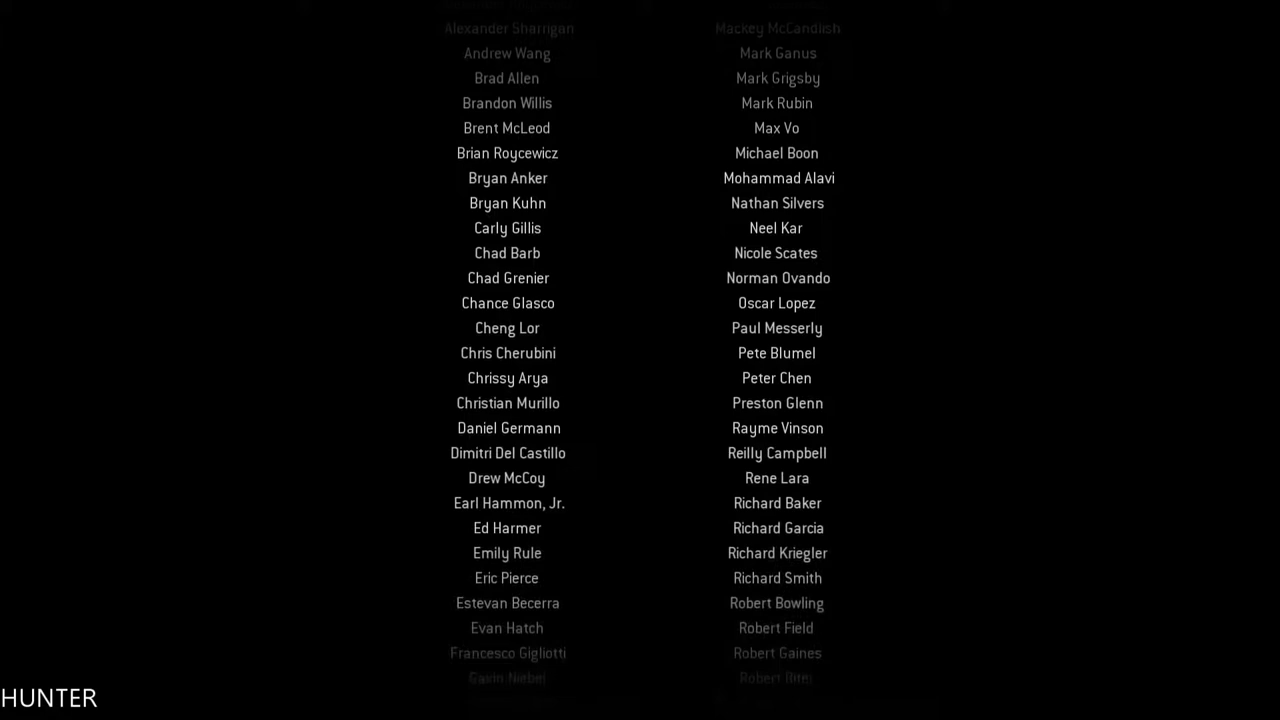 Alexander Sharrigan
Andrew Wang
Brad Allen
Brandon Willis
Brent McLeod
Brian Roycewicz
Bryan Anker
Bryan Kuhn
Carly Gillis
Chad Barb
Chad Grenier
Chance Glasco
Cheng Lor
Chris Cherubini
Chrissy Arya
Christian Murillo
Daniel Germann
Dimitri Del Castillo
Drew McCoy
Earl Hammon, Jr.
Ed Harmer
Emily Rule
Eric Pierce
Estevan Becerra
Evan Hatch
Francesco Gigliotti
Mackey McCandlish
Mark Ganus
Mark Grigsby
Mark Rubin
Max Vo
Michael Boon
Mohammad Alavi
Nathan Silvers
Neel Kar
Nicole Scates
Norman Ovando
Oscar Lopez
Paul Messerly
Pete Blumel
Peter Chen
Preston Glenn
Rayme Vinson
Reilly Campbell
Rene Lara
Richard Baker
Richard Garcia
Richard Kriegler
Richard Smith
Robert Bowling
Robert Field
Robert Gaines
Robert
HUNTER